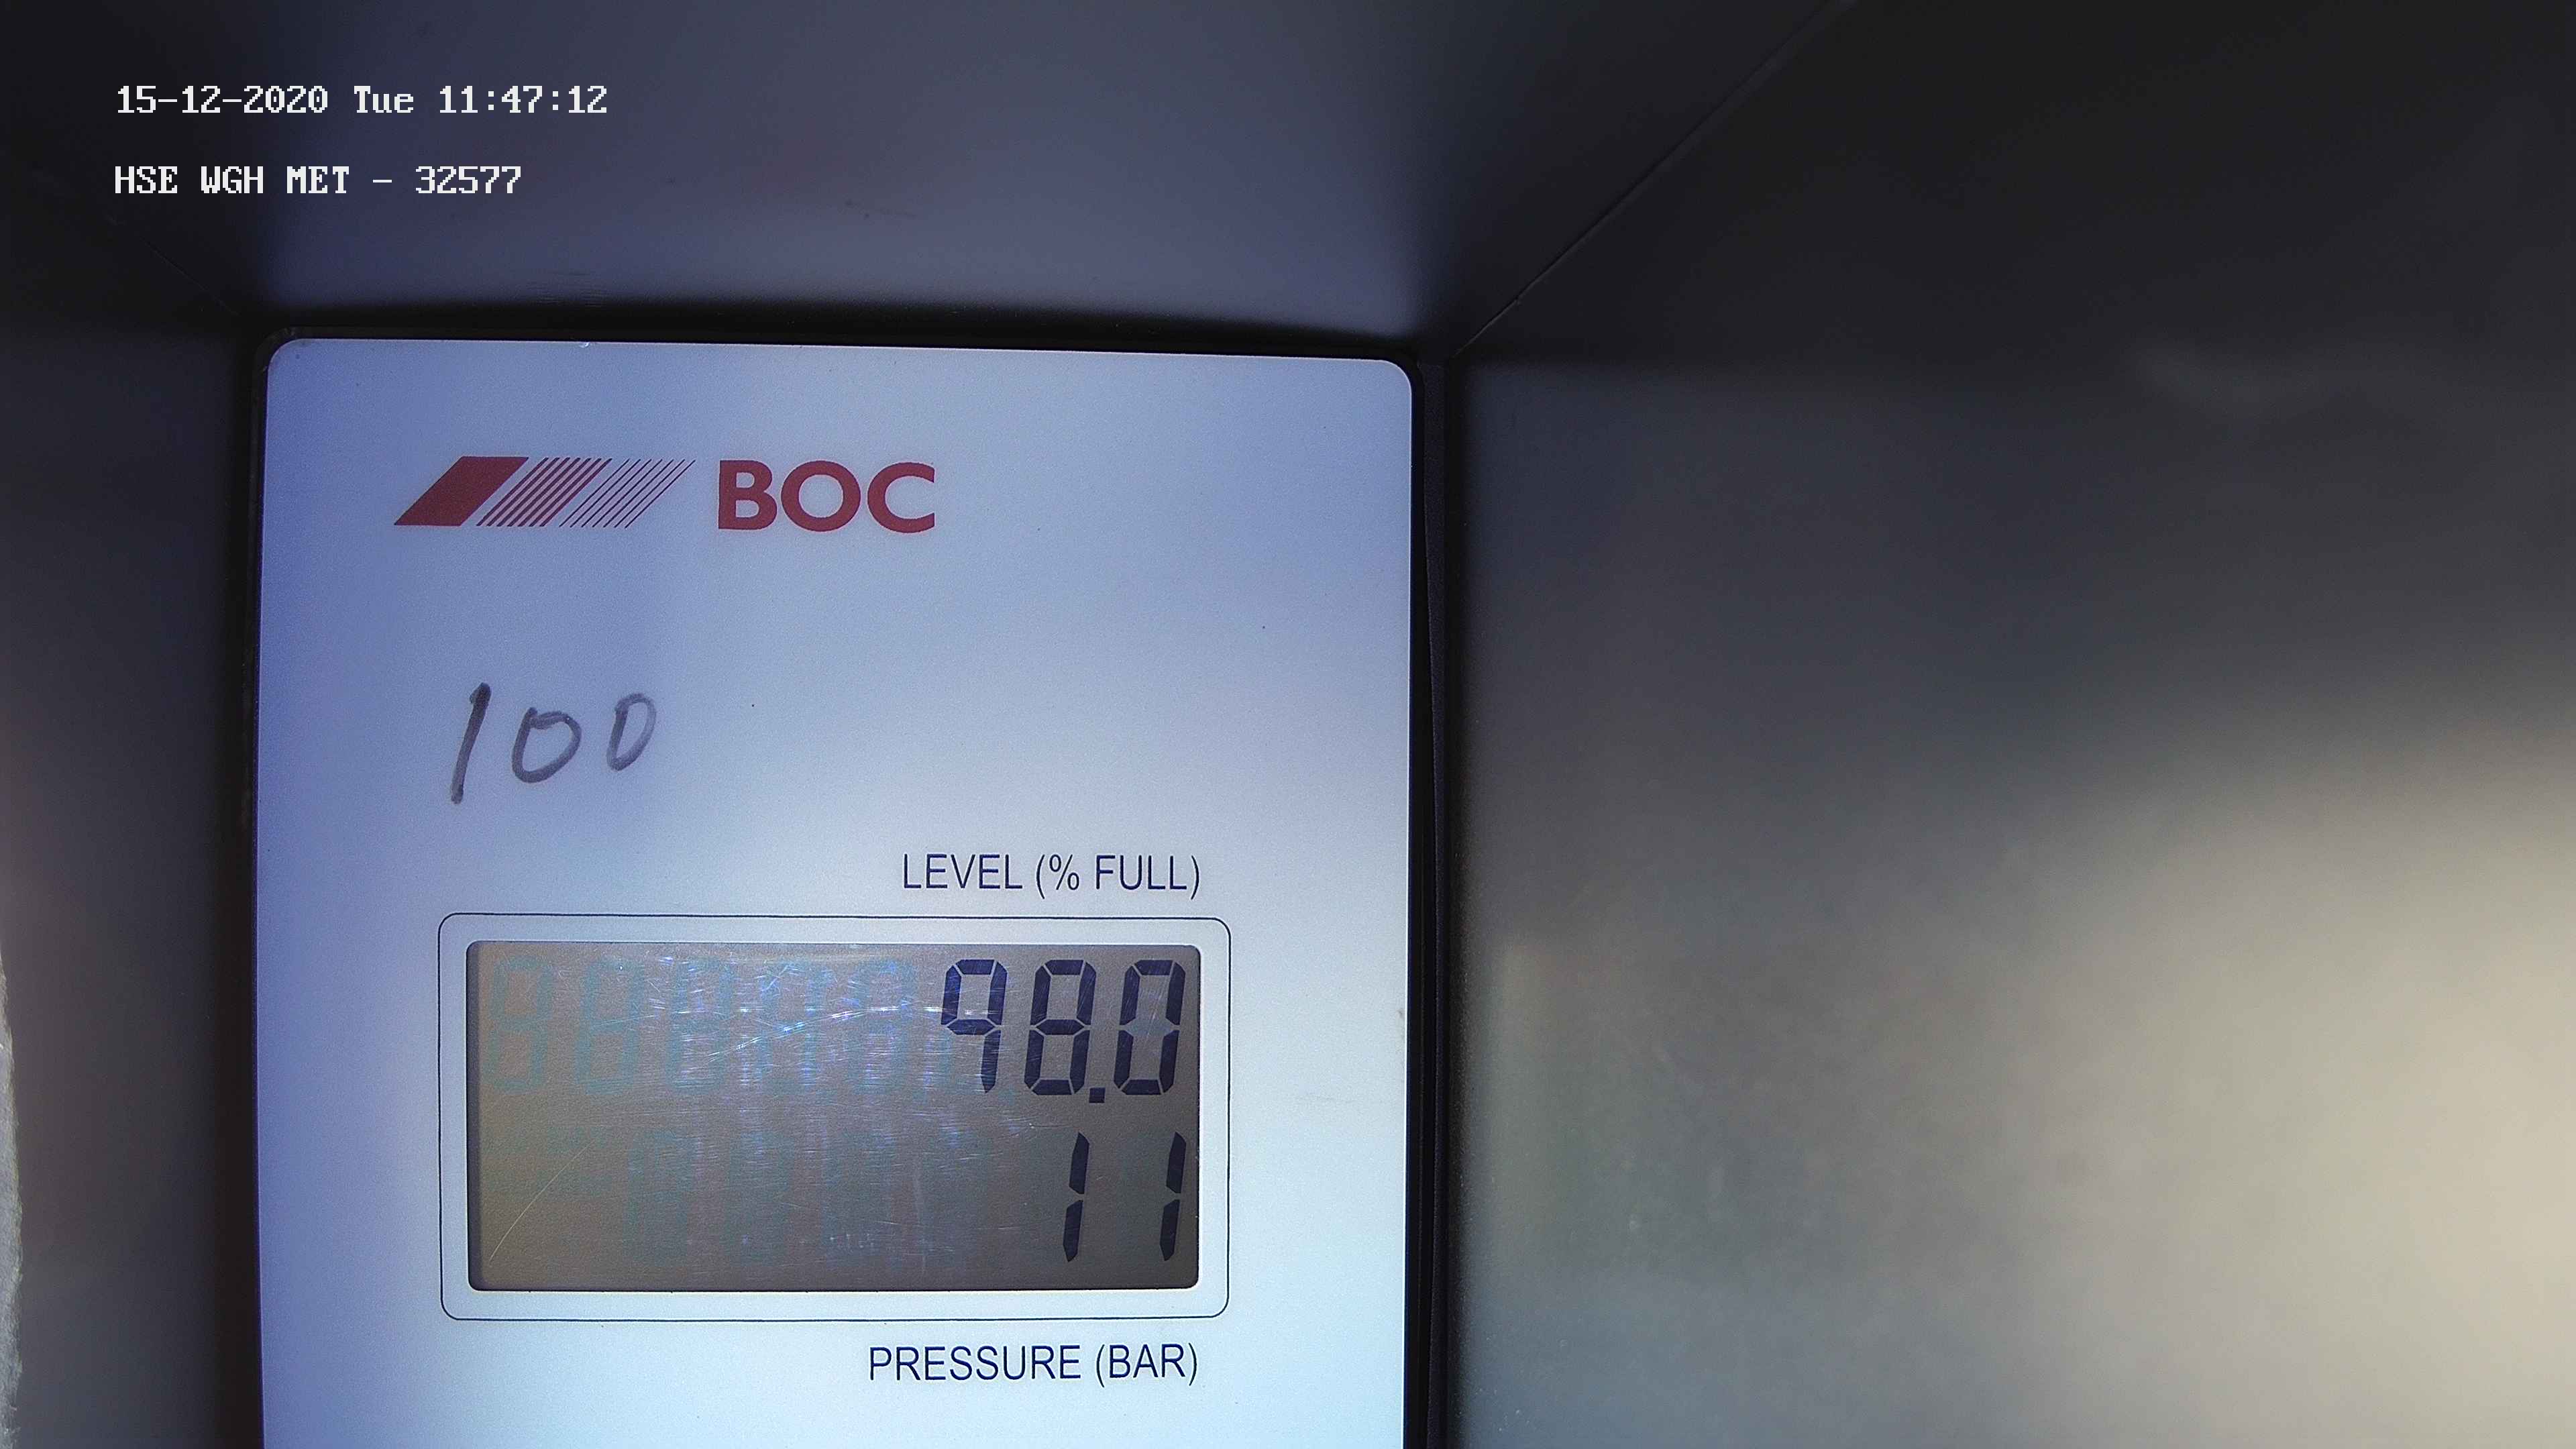 15-12-2020 Tue 11:47:12
HSE WGH MET - 32577
BOC
100
LEVEL (% FULL)
98.0
11
PRESSURE (BAR)